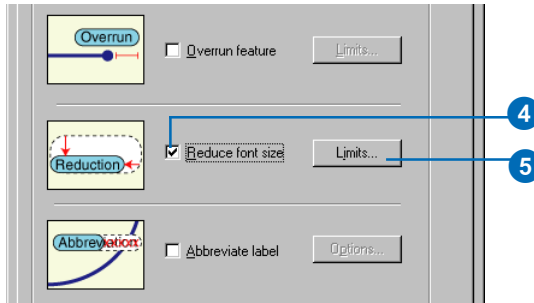 Overrun
Overrun feature Limits...
4
Reduction
Reduce font size Limits...
5
Abbreviation
Abbreviate label Options...